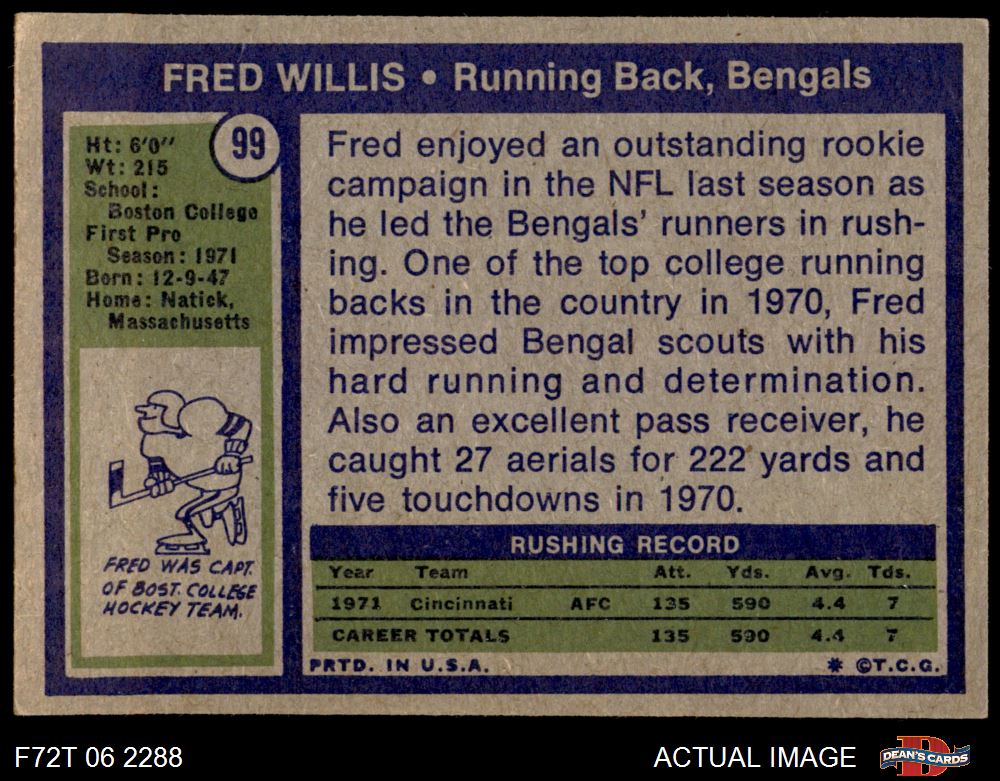 FRED WILLIS • Running Back, Bengals
99
Ht: 6'0"
Wt: 215
School:
Boston College
First Pro
Season: 1971
Born: 12-9-47
Home: Natick,
Massachusetts
FRED WAS CAPT.
OF BOST. COLLEGE
HOCKEY TEAM.
Fred enjoyed an outstanding rookie
campaign in the NFL last season as
he led the Bengals' runners in rush-
ing. One of the top college running
backs in the country in 1970, Fred
impressed Bengal scouts with his
hard running and determination.
Also an excellent pass receiver, he
caught 27 aerials for 222 yards and
five touchdowns in 1970.
RUSHING RECORD
Year Team Att. Yds. Avg. Tds.
1971 Cincinnati AFC 135 590 4.4 7
CAREER TOTALS 135 590 4.4 7
PRTD. IN U.S.A. * ©T.C.G.
F72T 06 2288 ACTUAL IMAGE DEAN'S CARDS